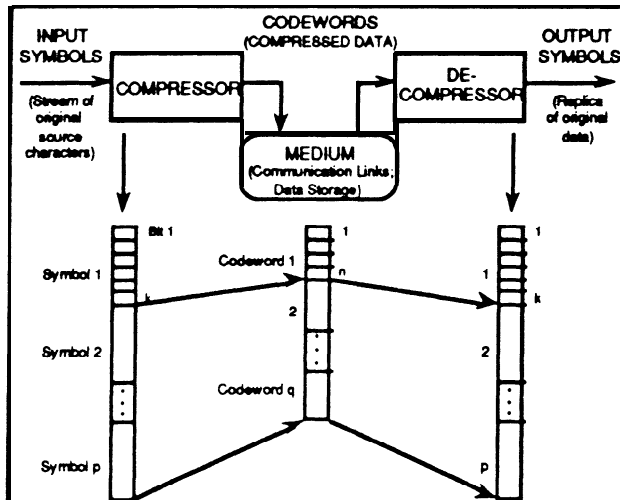 INPUT
SYMBOLS
CODEWORDS
(COMPRESSED DATA)
OUTPUT
SYMBOLS
COMPRESSOR
DE-
COMPRESSOR
(Stream of
original
source
characters)
(Replica
of original
data)
MEDIUM
(Communication Links;
Data Storage)
Bit 1
1
1
Symbol 1
Codeword 1
1
k
n
k
2
Symbol 2
2
Codeword q
Symbol p
p